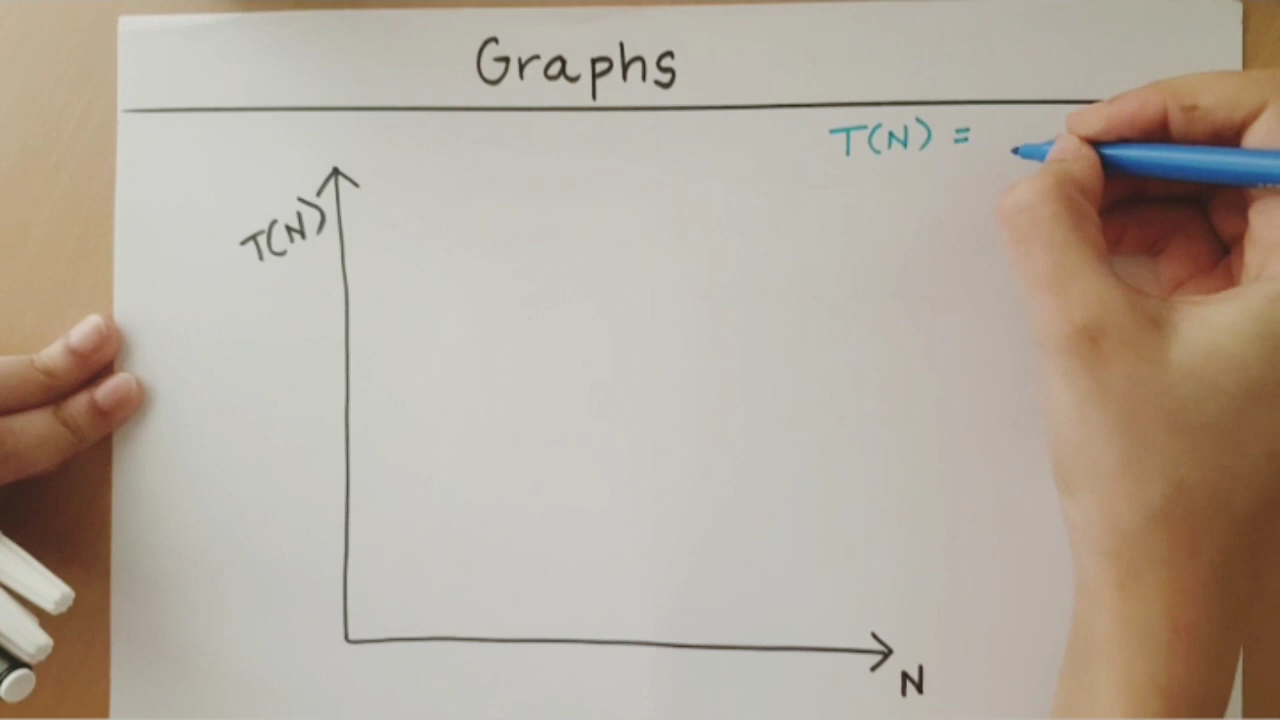 Graphs
T(N) =
T(N)
N